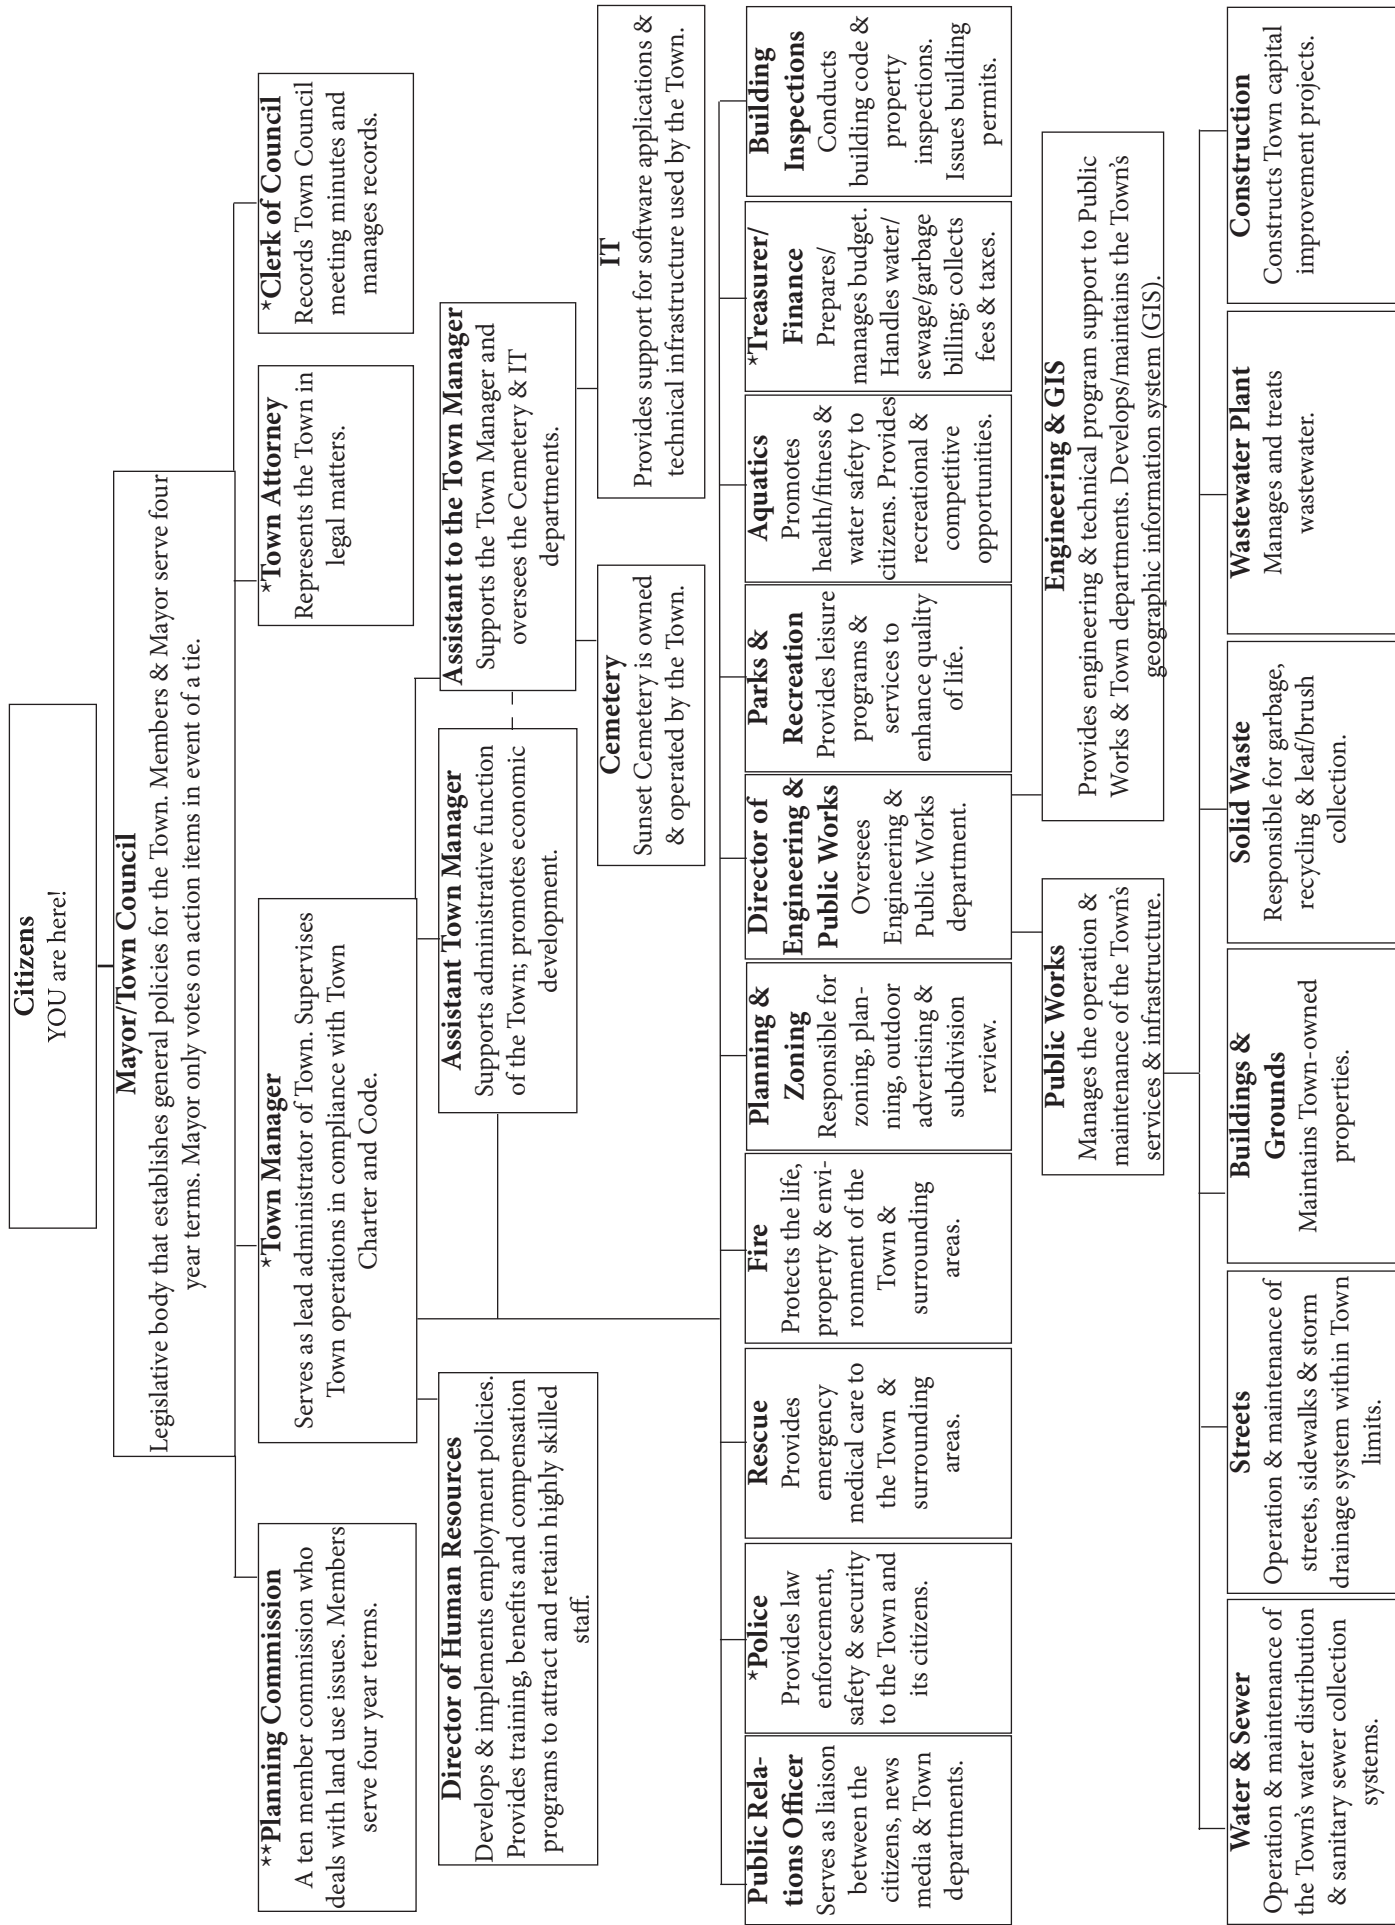 Citizens
YOU are here!
Mayor/Town Council
Legislative body that establishes general policies for the Town. Members & Mayor serve four
year terms. Mayor only votes on action items in event of a tie.
**Planning Commission
A ten member commission who
deals with land use issues. Members
serve four year terms.
*Town Manager
Serves as lead administrator of Town. Supervises
Town operations in compliance with Town
Charter and Code.
*Town Attorney
Represents the Town in
legal matters.
*Clerk of Council
Records Town Council
meeting minutes and
manages records.
Director of Human Resources
Develops & implements employment policies.
Provides training, benefits and compensation
programs to attract and retain highly skilled
staff.
Assistant Town Manager
Supports administrative function
of the Town; promotes economic
development.
Assistant to the Town Manager
Supports the Town Manager and
oversees the Cemetery & IT
departments.
Cemetery
Sunset Cemetery is owned
& operated by the Town.
IT
Provides support for software applications &
technical infrastructure used by the Town.
Public Rela-
tions Officer
Serves as liaison
between the
citizens, news
media & Town
departments.
*Police
Provides law
enforcement,
safety & security
to the Town and
its citizens.
Rescue
Provides
emergency
medical care to
the Town &
surrounding
areas.
Fire
Protects the life,
property & envi-
ronment of the
Town &
surrounding
areas.
Planning &
Zoning
Responsible for
zoning, plan-
ning, outdoor
advertising &
subdivision
review.
Director of
Engineering &
Public Works
Oversees
Engineering &
Public Works
department.
Parks &
Recreation
Provides leisure
programs &
services to
enhance quality
of life.
Aquatics
Promotes
health/fitness &
water safety to
citizens. Provides
recreational &
competitive
opportunities.
*Treasurer/
Finance
Prepares/
manages budget.
Handles water/
sewage/garbage
billing; collects
fees & taxes.
Building
Inspections
Conducts
building code &
property
inspections.
Issues building
permits.
Public Works
Manages the operation &
maintenance of the Town's
services & infrastructure.
Engineering & GIS
Provides engineering & technical program support to Public
Works & Town departments. Develops/maintains the Town's
geographic information system (GIS).
Water & Sewer
Operation & maintenance of
the Town's water distribution
& sanitary sewer collection
systems.
Streets
Operation & maintenance of
streets, sidewalks & storm
drainage system within Town
limits.
Buildings &
Grounds
Maintains Town-owned
properties.
Solid Waste
Responsible for garbage,
recycling & leaf/brush
collection.
Wastewater Plant
Manages and treats
wastewater.
Construction
Constructs Town capital
improvement projects.